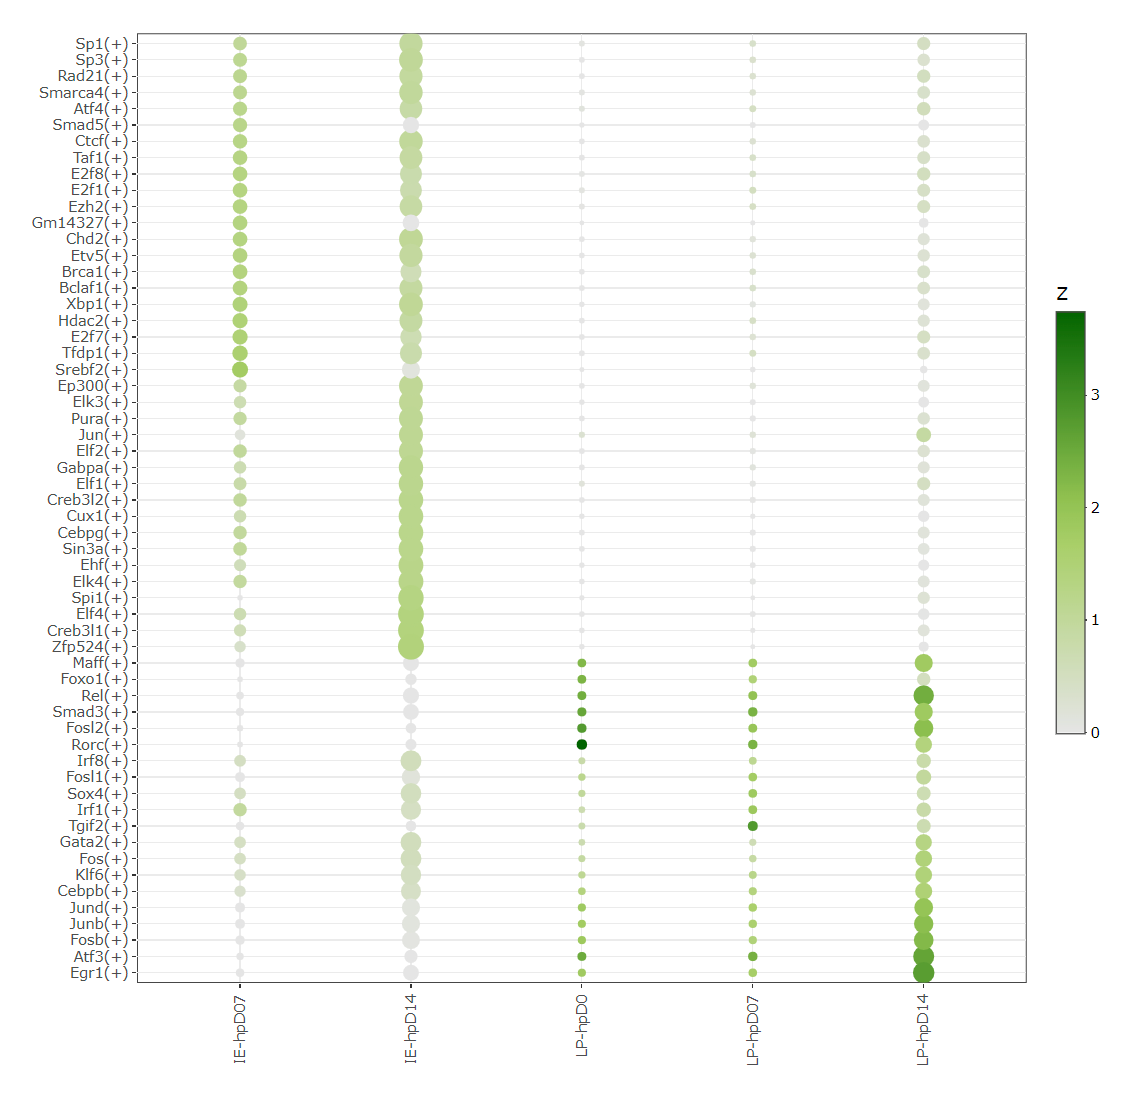 Sp1(+)
Sp3(+)
Rad21(+)
Smarca4(+)
Atf4(+)
Smad5(+)
Ctcf(+)
Taf1(+)
E2f8(+)
E2f1(+)
Ezh2(+)
Gm14327(+)
Chd2(+)
Etv5(+)
Brca1(+)
Bclaf1(+)
Xbp1(+)
Hdac2(+)
E2f7(+)
Tfdp1(+)
Srebf2(+)
Ep300(+)
Elk3(+)
Pura(+)
Jun(+)
Elf2(+)
Gabpa(+)
Elf1(+)
Creb3l2(+)
Cux1(+)
Cebpg(+)
Sin3a(+)
Ehf(+)
Elk4(+)
Spi1(+)
Elf4(+)
Creb3l1(+)
Zfp524(+)
Maff(+)
Foxo1(+)
Rel(+)
Smad3(+)
Fosl2(+)
Rorc(+)
Irf8(+)
Fosl1(+)
Sox4(+)
Irf1(+)
Tgif2(+)
Gata2(+)
Fos(+)
Klf6(+)
Cebpb(+)
Jund(+)
Junb(+)
Fosb(+)
Atf3(+)
Egr1(+)
IE-hpD07
IE-hpD14
LP-hpD0
LP-hpD07
LP-hpD14
Z
3
2
1
0